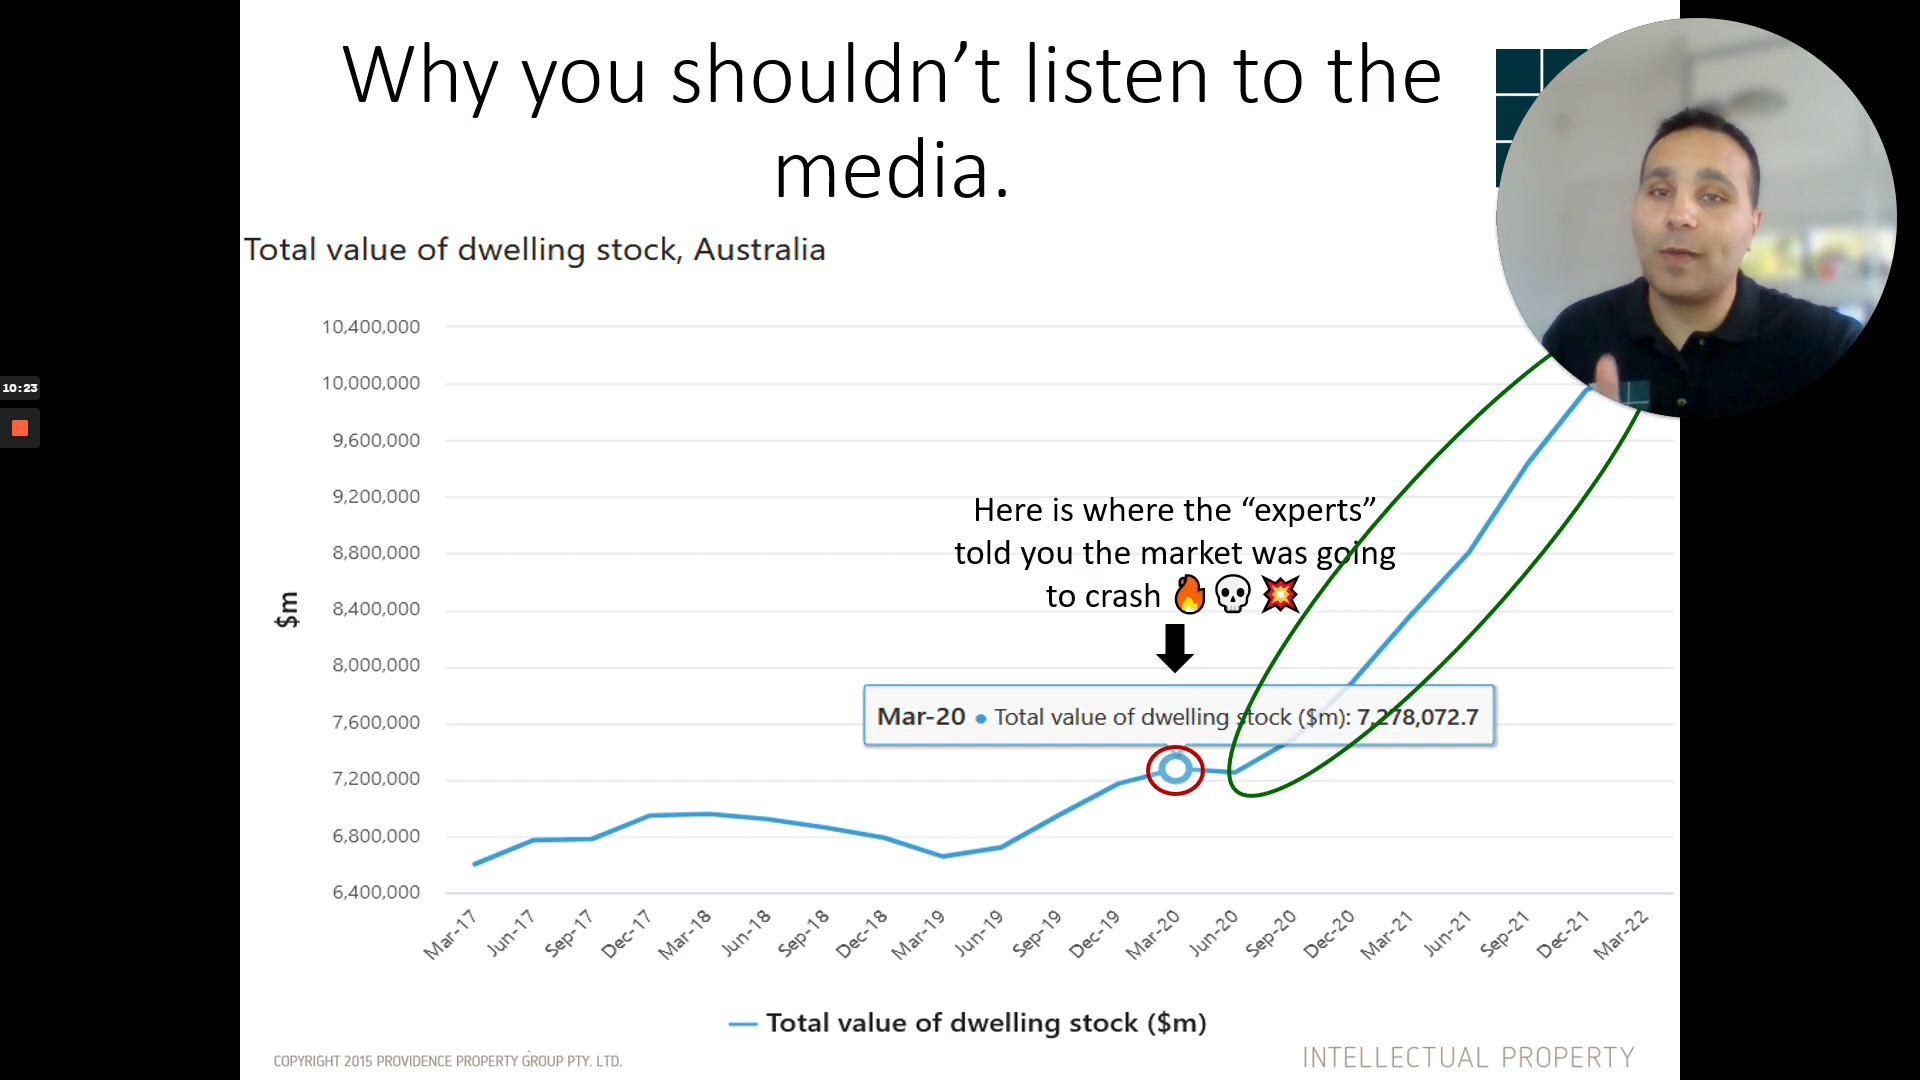 Why you shouldn’t listen to the
media.
Total value of dwelling stock, Australia
10,400,000
10,000,000
9,600,000
9,200,000
8,800,000
8,400,000
8,000,000
7,600,000
7,200,000
6,800,000
6,400,000
$m
10:23
Here is where the “experts”
told you the market was going
to crash 🔥💀💥
Mar-20 ● Total value of dwelling stock ($m): 7,278,072.7
Mar-17
Jun-17
Sep-17
Dec-17
Mar-18
Jun-18
Sep-18
Dec-18
Mar-19
Jun-19
Sep-19
Dec-19
Mar-20
Jun-20
Sep-20
Dec-20
Mar-21
Jun-21
Sep-21
Dec-21
Mar-22
Total value of dwelling stock ($m)
COPYRIGHT 2015 PROVIDENCE PROPERTY GROUP PTY. LTD.
INTELLECTUAL PROPERTY